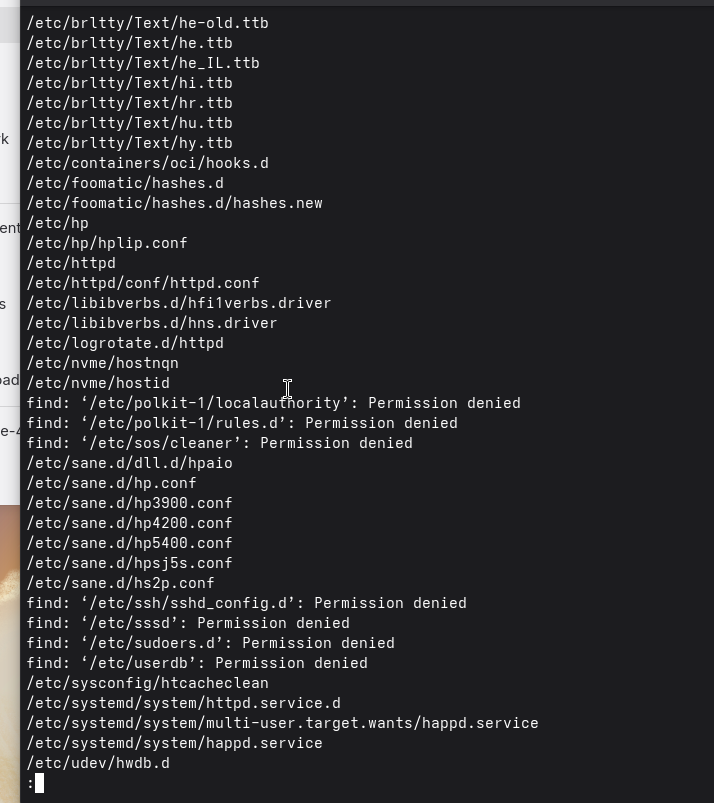 /etc/brltty/Text/he-old.ttb
/etc/brltty/Text/he.ttb
/etc/brltty/Text/he_IL.ttb
/etc/brltty/Text/hi.ttb
/etc/brltty/Text/hr.ttb
/etc/brltty/Text/hu.ttb
/etc/brltty/Text/hy.ttb
/etc/containers/oci/hooks.d
/etc/foomatic/hashes.d
/etc/foomatic/hashes.d/hashes.new
/etc/hp
/etc/hp/hplip.conf
/etc/httpd
/etc/httpd/conf/httpd.conf
/etc/libibverbs.d/hfi1verbs.driver
/etc/libibverbs.d/hns.driver
/etc/logrotate.d/httpd
/etc/nvme/hostnqn
/etc/nvme/hostid
find: ‘/etc/polkit-1/localauthority’: Permission denied
find: ‘/etc/polkit-1/rules.d’: Permission denied
find: ‘/etc/sos/cleaner’: Permission denied
/etc/sane.d/dll.d/hpaio
/etc/sane.d/hp.conf
/etc/sane.d/hp3900.conf
/etc/sane.d/hp4200.conf
/etc/sane.d/hp5400.conf
/etc/sane.d/hpsj5s.conf
/etc/sane.d/hs2p.conf
find: ‘/etc/ssh/sshd_config.d’: Permission denied
find: ‘/etc/sssd’: Permission denied
find: ‘/etc/sudoers.d’: Permission denied
find: ‘/etc/userdb’: Permission denied
/etc/sysconfig/htcacheclean
/etc/systemd/system/httpd.service.d
/etc/systemd/system/multi-user.target.wants/happd.service
/etc/systemd/system/happd.service
/etc/udev/hwdb.d
: